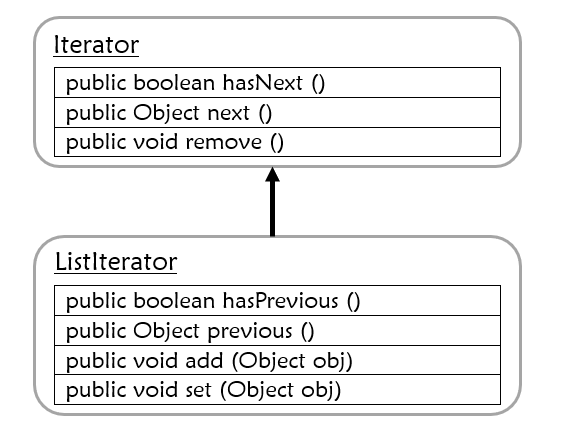 Iterator
public boolean hasNext ()
public Object next ()
public void remove ()
ListIterator
public boolean hasPrevious ()
public Object previous ()
public void add (Object obj)
public void set (Object obj)